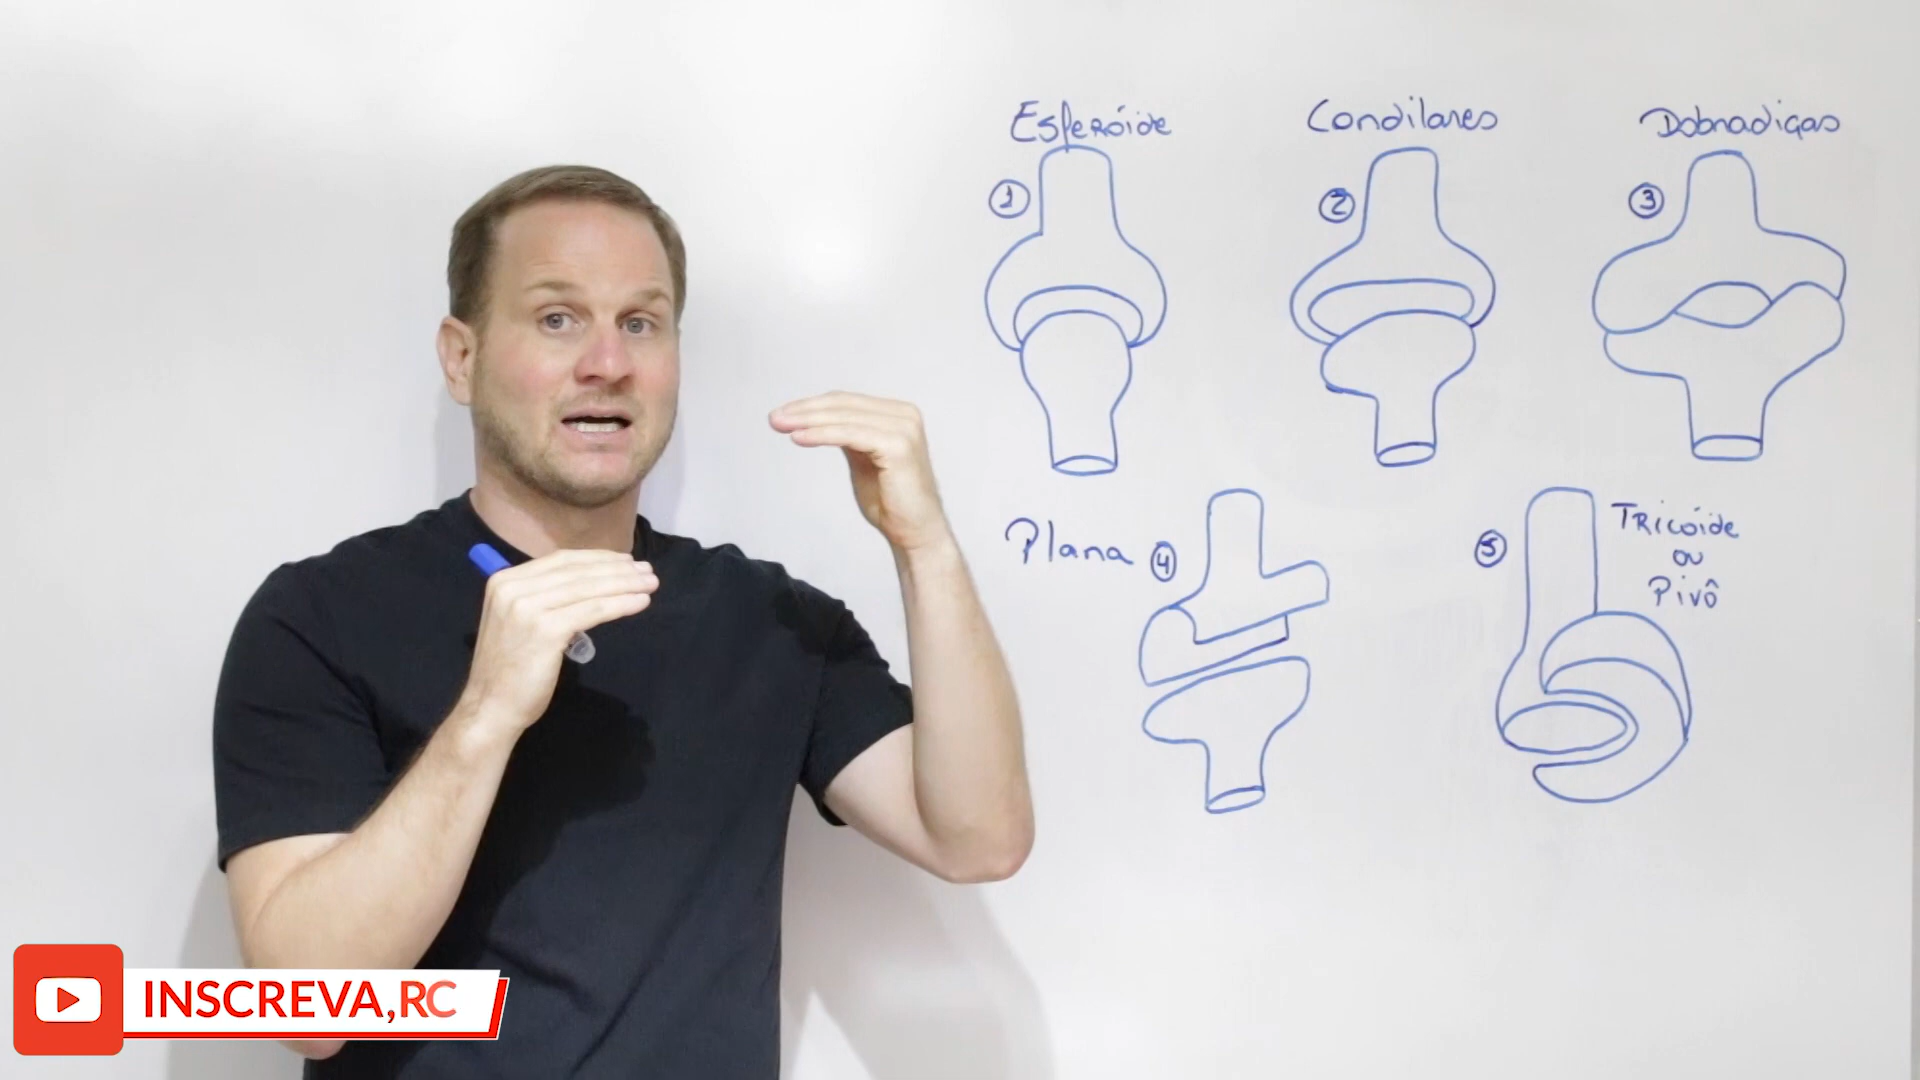 Esferóide
Condilares
Dobradiças
1
2
3
Plana 4
5
Tricóide
ou
Pivô
INSCREVA,RC